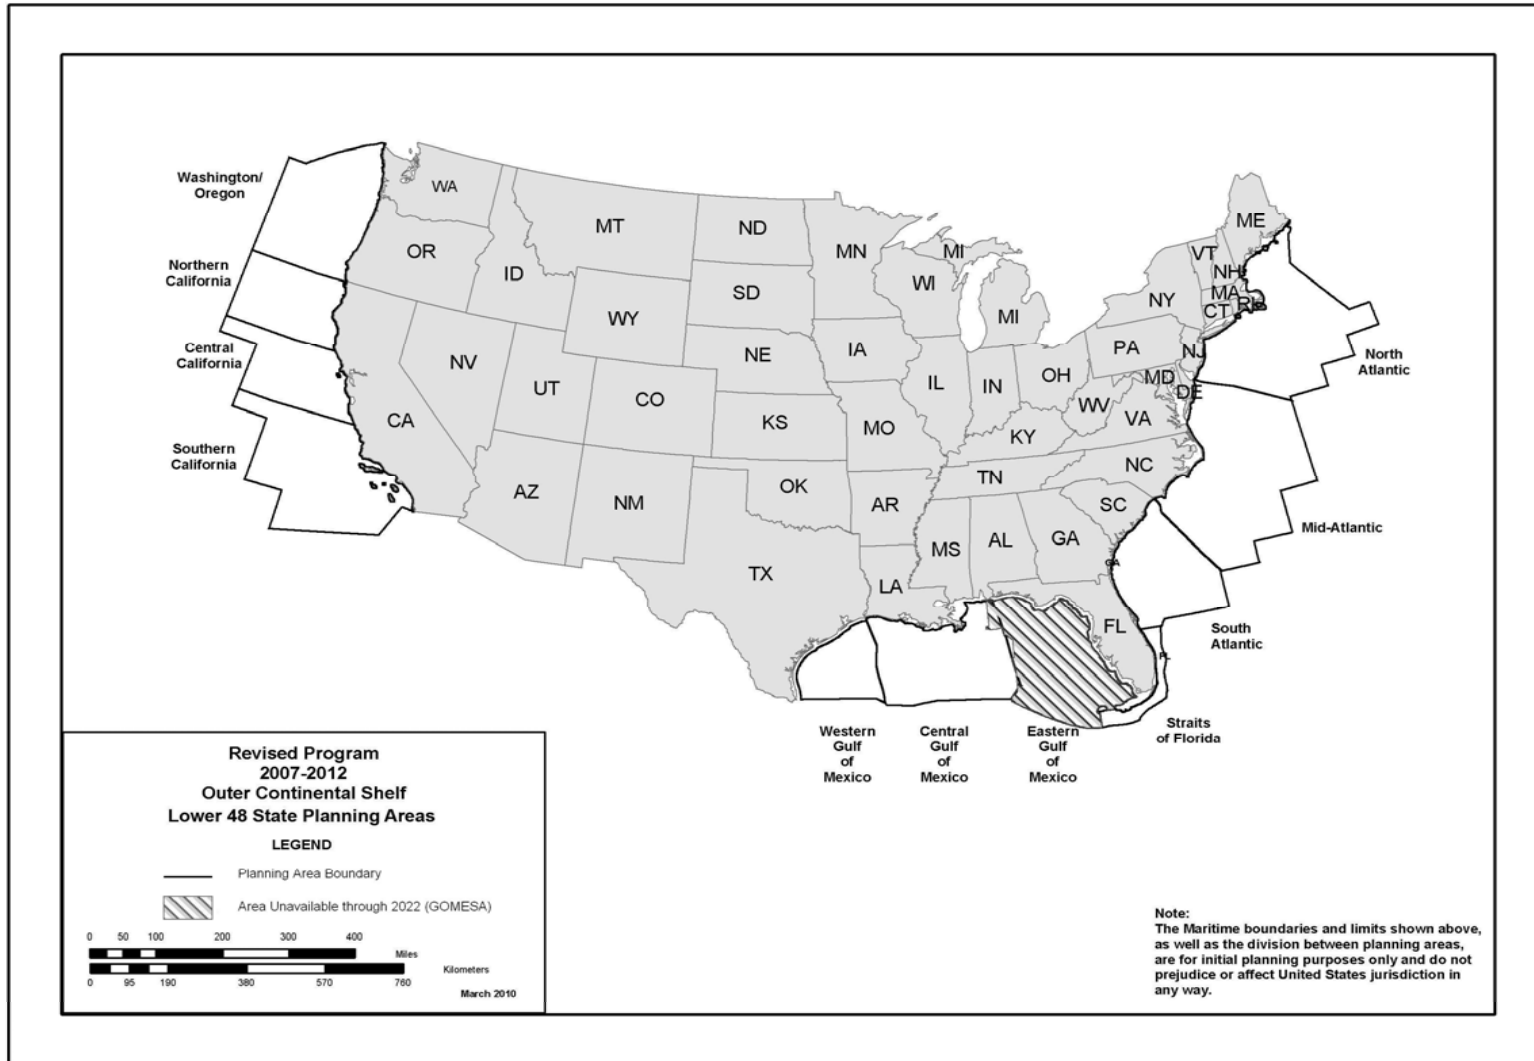 Washington/
Oregon
Northern
California
Central
California
Southern
California
WA
OR
ID
MT
ND
MN
MI
WI
SD
WY
NV
UT
CO
NE
IA
CA
KS
MO
IL
IN
MI
OH
KY
WV
VA
PA
NY
VT
NH
ME
MA
RI
CT
NJ
MD
DE
AZ
NM
OK
AR
TN
NC
SC
MS
AL
GA
GA
TX
LA
FL
FL
North
Atlantic
Mid-Atlantic
South
Atlantic
Straits
of Florida
Western
Gulf
of
Mexico
Central
Gulf
of
Mexico
Eastern
Gulf
of
Mexico
Revised Program
2007-2012
Outer Continental Shelf
Lower 48 State Planning Areas
LEGEND
Planning Area Boundary
Area Unavailable through 2022 (GOMESA)
0 50 100 200 300 400
Miles
Kilometers
0 95 190 380 570 760
March 2010
Note:
The Maritime boundaries and limits shown above,
as well as the division between planning areas,
are for initial planning purposes only and do not
prejudice or affect United States jurisdiction in
any way.